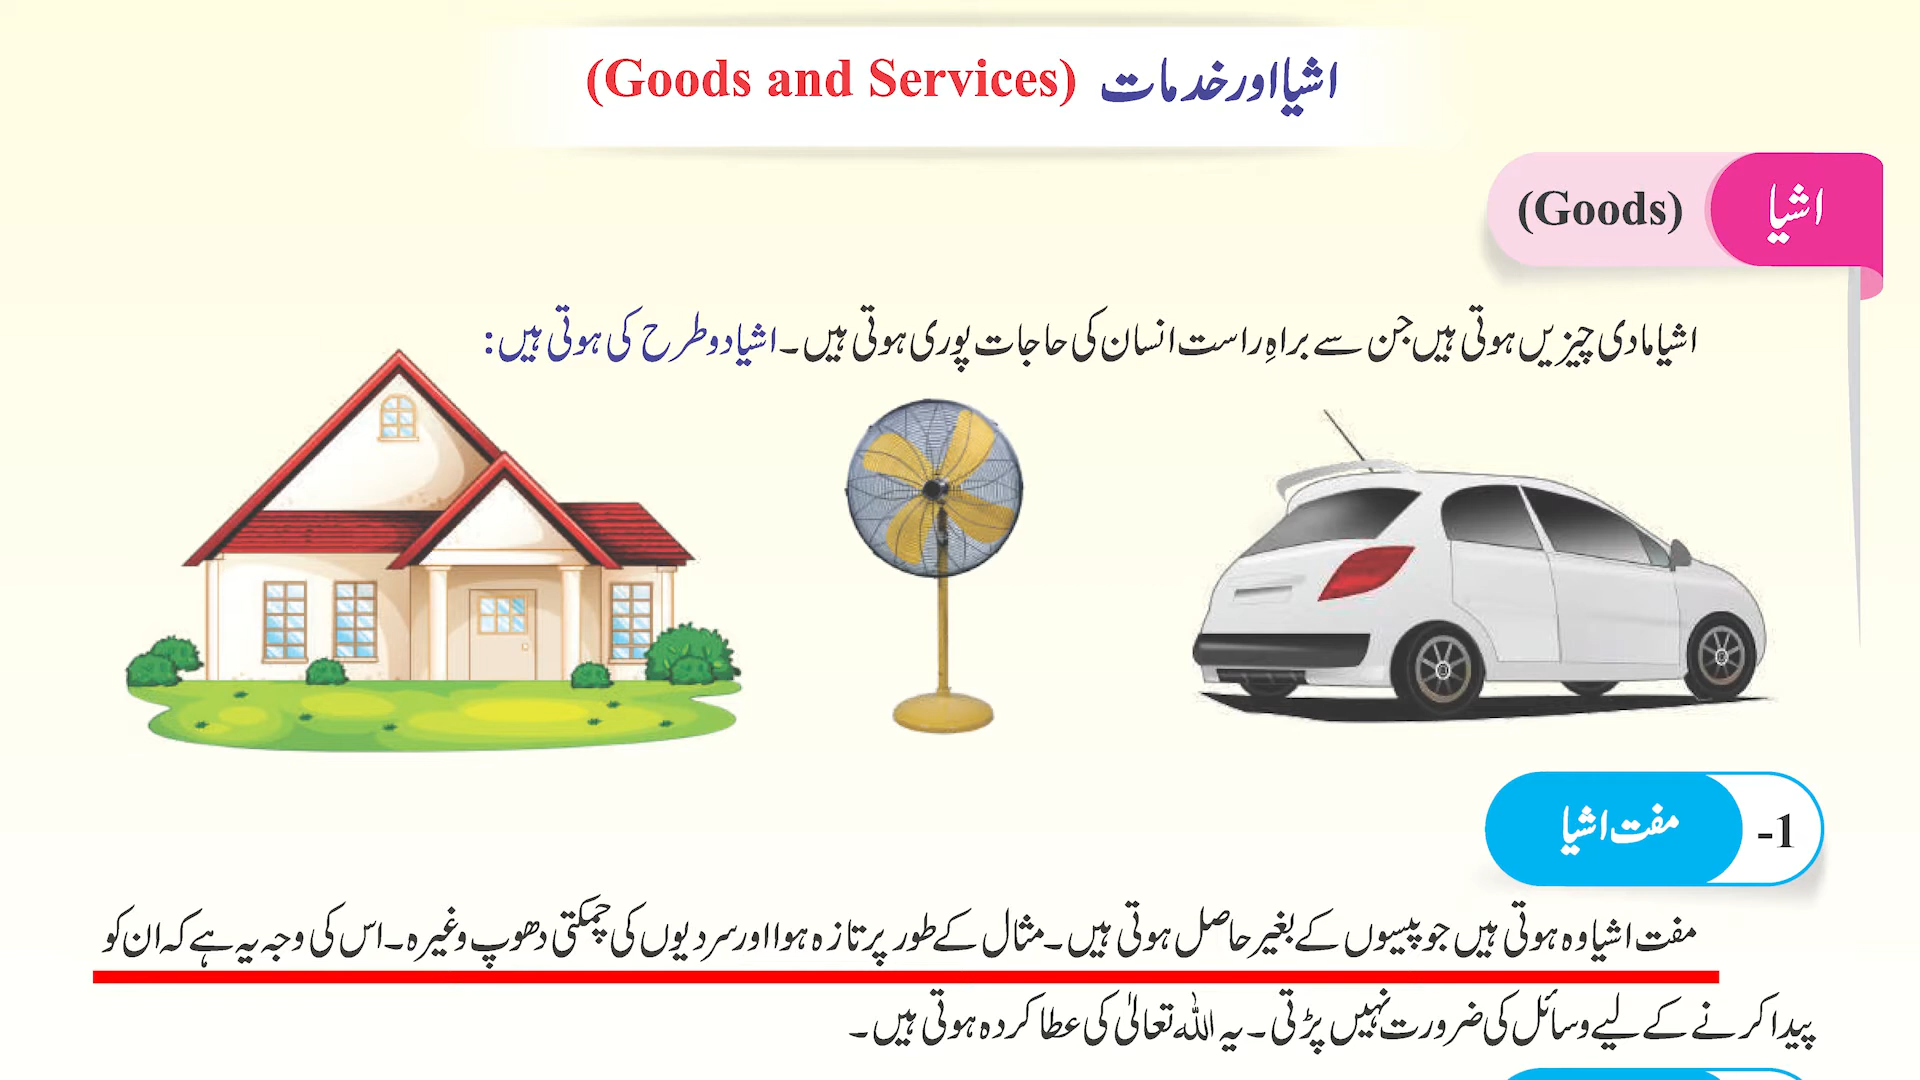 اشیا اور خدمات (Goods and Services)
اشیا (Goods)
اشیا مادی چیزیں ہوتی ہیں جن سے براہِ راست انسان کی حاجات پوری ہوتی ہیں۔ اشیا دو طرح کی ہوتی ہیں:
-1 مفت اشیا
مفت اشیا وہ ہوتی ہیں جو پیسوں کے بغیر حاصل ہوتی ہیں۔ مثال کے طور پر تازہ ہوا اور سردیوں کی چمکتی دھوپ وغیرہ۔ اس کی وجہ یہ ہے کہ ان کو
پیدا کرنے کے لیے وسائل کی ضرورت نہیں پڑتی۔ یہ اللہ تعالیٰ کی عطا کردہ ہوتی ہیں۔